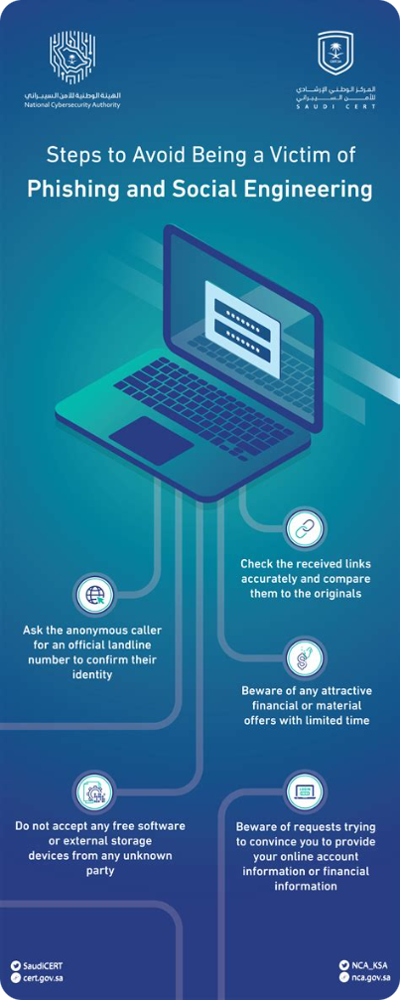 الهيئة الوطنية للأمن السيبراني
National Cybersecurity Authority
المركز الوطني الإرشادي
للأمن السيبراني
SAUDI CERT
Steps to Avoid Being a Victim of
Phishing and Social Engineering
Check the received links
accurately and compare
them to the originals
Ask the anonymous caller
for an official landline
number to confirm their
identity
Beware of any attractive
financial or material
offers with limited time
Do not accept any free software
or external storage
devices from any unknown
party
Beware of requests trying
to convince you to provide
your online account
information or financial
information
SaudiCERT
cert.gov.sa
NCA_KSA
nca.gov.sa